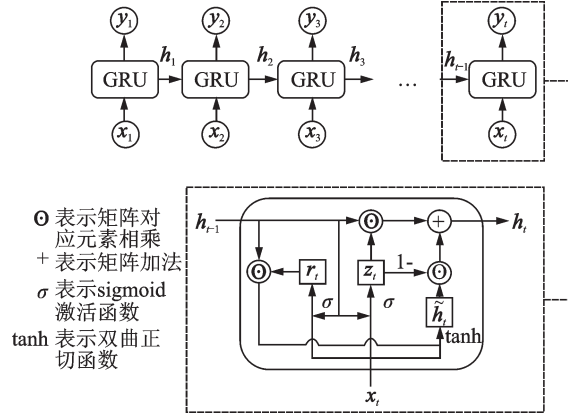 y₁ y₂ y₃ yₜ
h₁ h₂ h₃ hₜ₋₁
GRU GRU GRU … GRU
x₁ x₂ x₃ xₜ
⊙ 表示矩阵对
应元素相乘
+ 表示矩阵加法
σ 表示sigmoid
激活函数
tanh 表示双曲正
切函数
hₜ₋₁ ⊙ + hₜ
⊙ rₜ zₜ 1- ⊙
σ σ h̃ₜ
tanh
xₜ